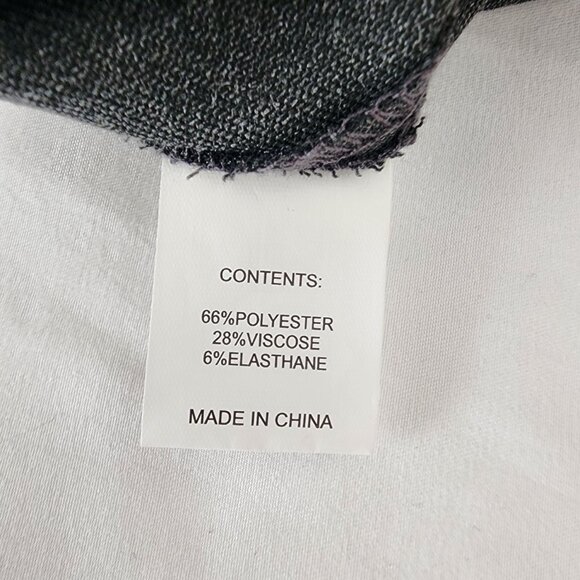 CONTENTS:
66%POLYESTER
28%VISCOSE
6%ELASTHANE
MADE IN CHINA